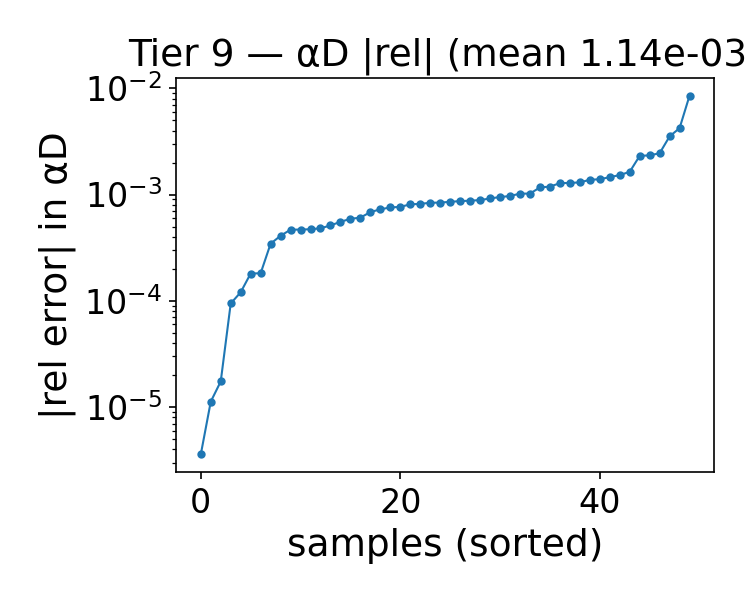 Tier 9 — αD |rel| (mean 1.14e-03
|rel error| in αD
10⁻²
10⁻³
10⁻⁴
10⁻⁵
0 20 40
samples (sorted)